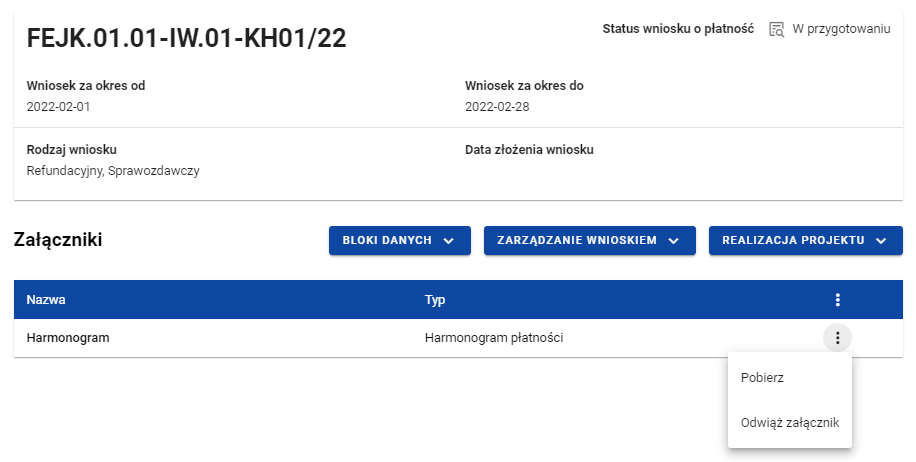 FEJK.01.01-IW.01-KH01/22
Status wniosku o płatność W przygotowaniu
Wniosek za okres od
2022-02-01
Wniosek za okres do
2022-02-28
Rodzaj wniosku
Refundacyjny, Sprawozdawczy
Data złożenia wniosku
Załączniki
BLOKI DANYCH
ZARZĄDZANIE WNIOSKIEM
REALIZACJA PROJEKTU
Nazwa Typ
Harmonogram Harmonogram płatności
Pobierz
Odwiąż załącznik